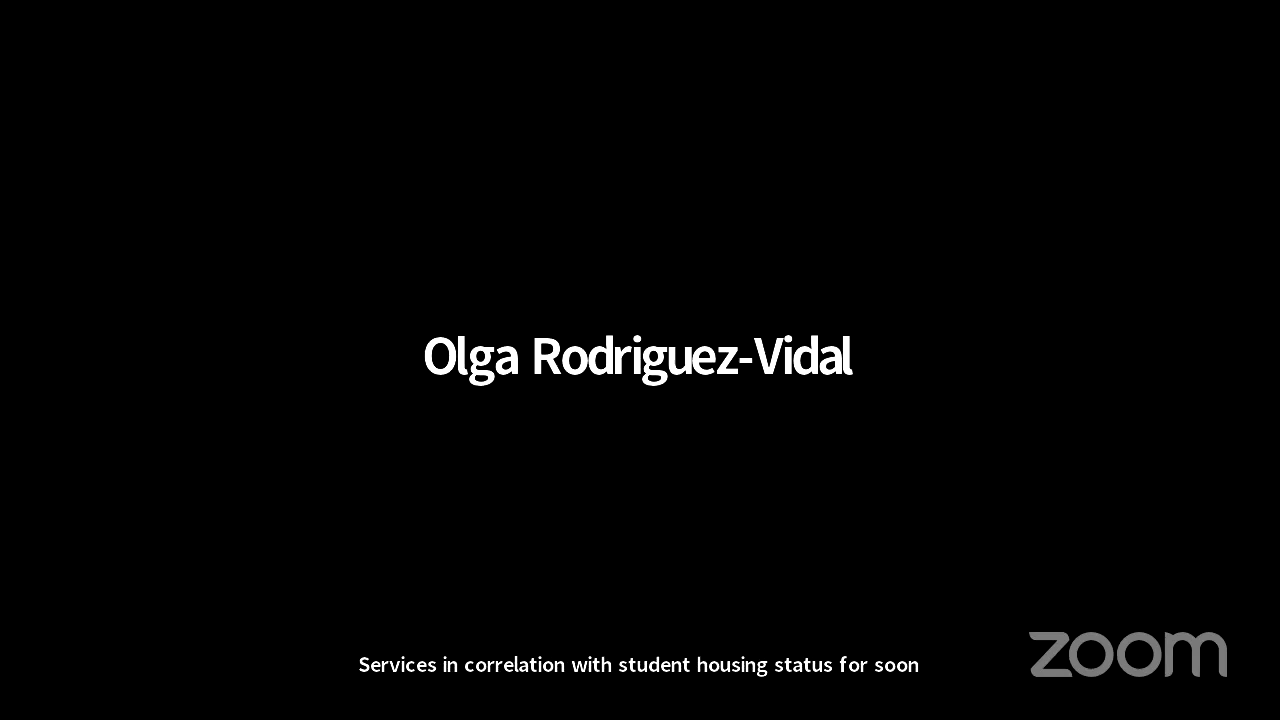 Olga Rodriguez-Vidal
Services in correlation with student housing status for soon
zoom